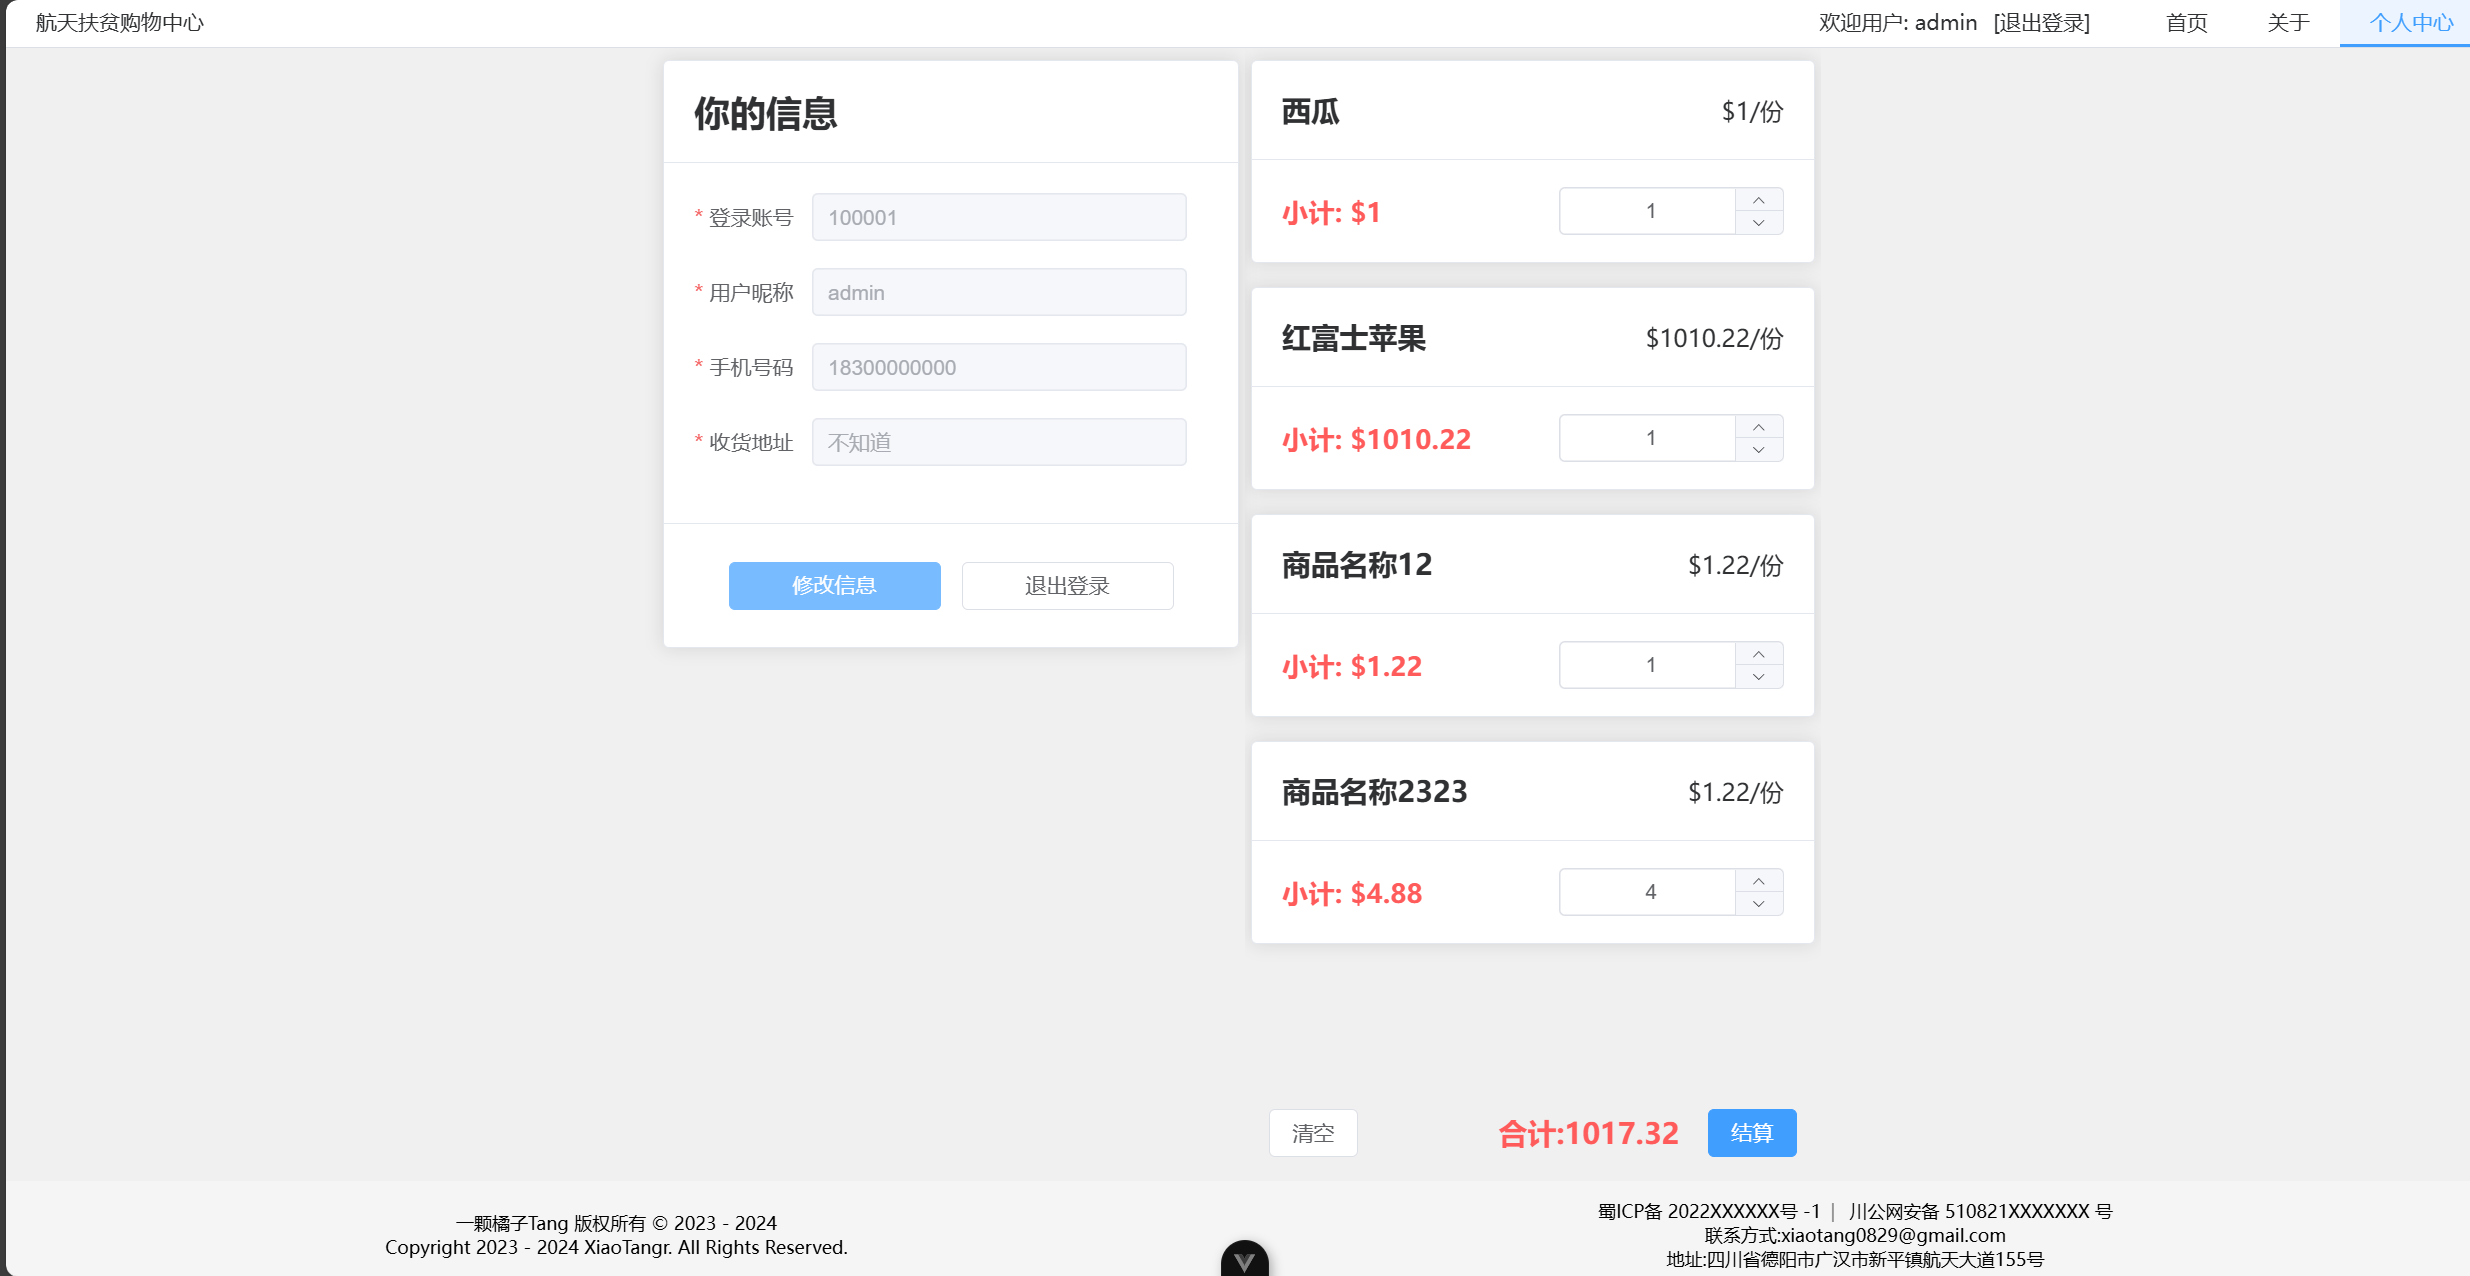 航天扶贫购物中心
欢迎用户: admin [退出登录] 首页 关于 个人中心
你的信息
* 登录账号 100001
* 用户昵称 admin
* 手机号码 18300000000
* 收货地址 不知道
修改信息 退出登录
西瓜 $1/份
小计: $1 1
红富士苹果 $1010.22/份
小计: $1010.22 1
商品名称12 $1.22/份
小计: $1.22 1
商品名称2323 $1.22/份
小计: $4.88 4
清空 合计:1017.32 结算
一颗橘子Tang 版权所有 © 2023 - 2024
Copyright 2023 - 2024 XiaoTangr. All Rights Reserved.
蜀ICP备 2022XXXXXX号 -1 | 川公网安备 510821XXXXXXX 号
联系方式:xiaotang0829@gmail.com
地址:四川省德阳市广汉市新平镇航天大道155号